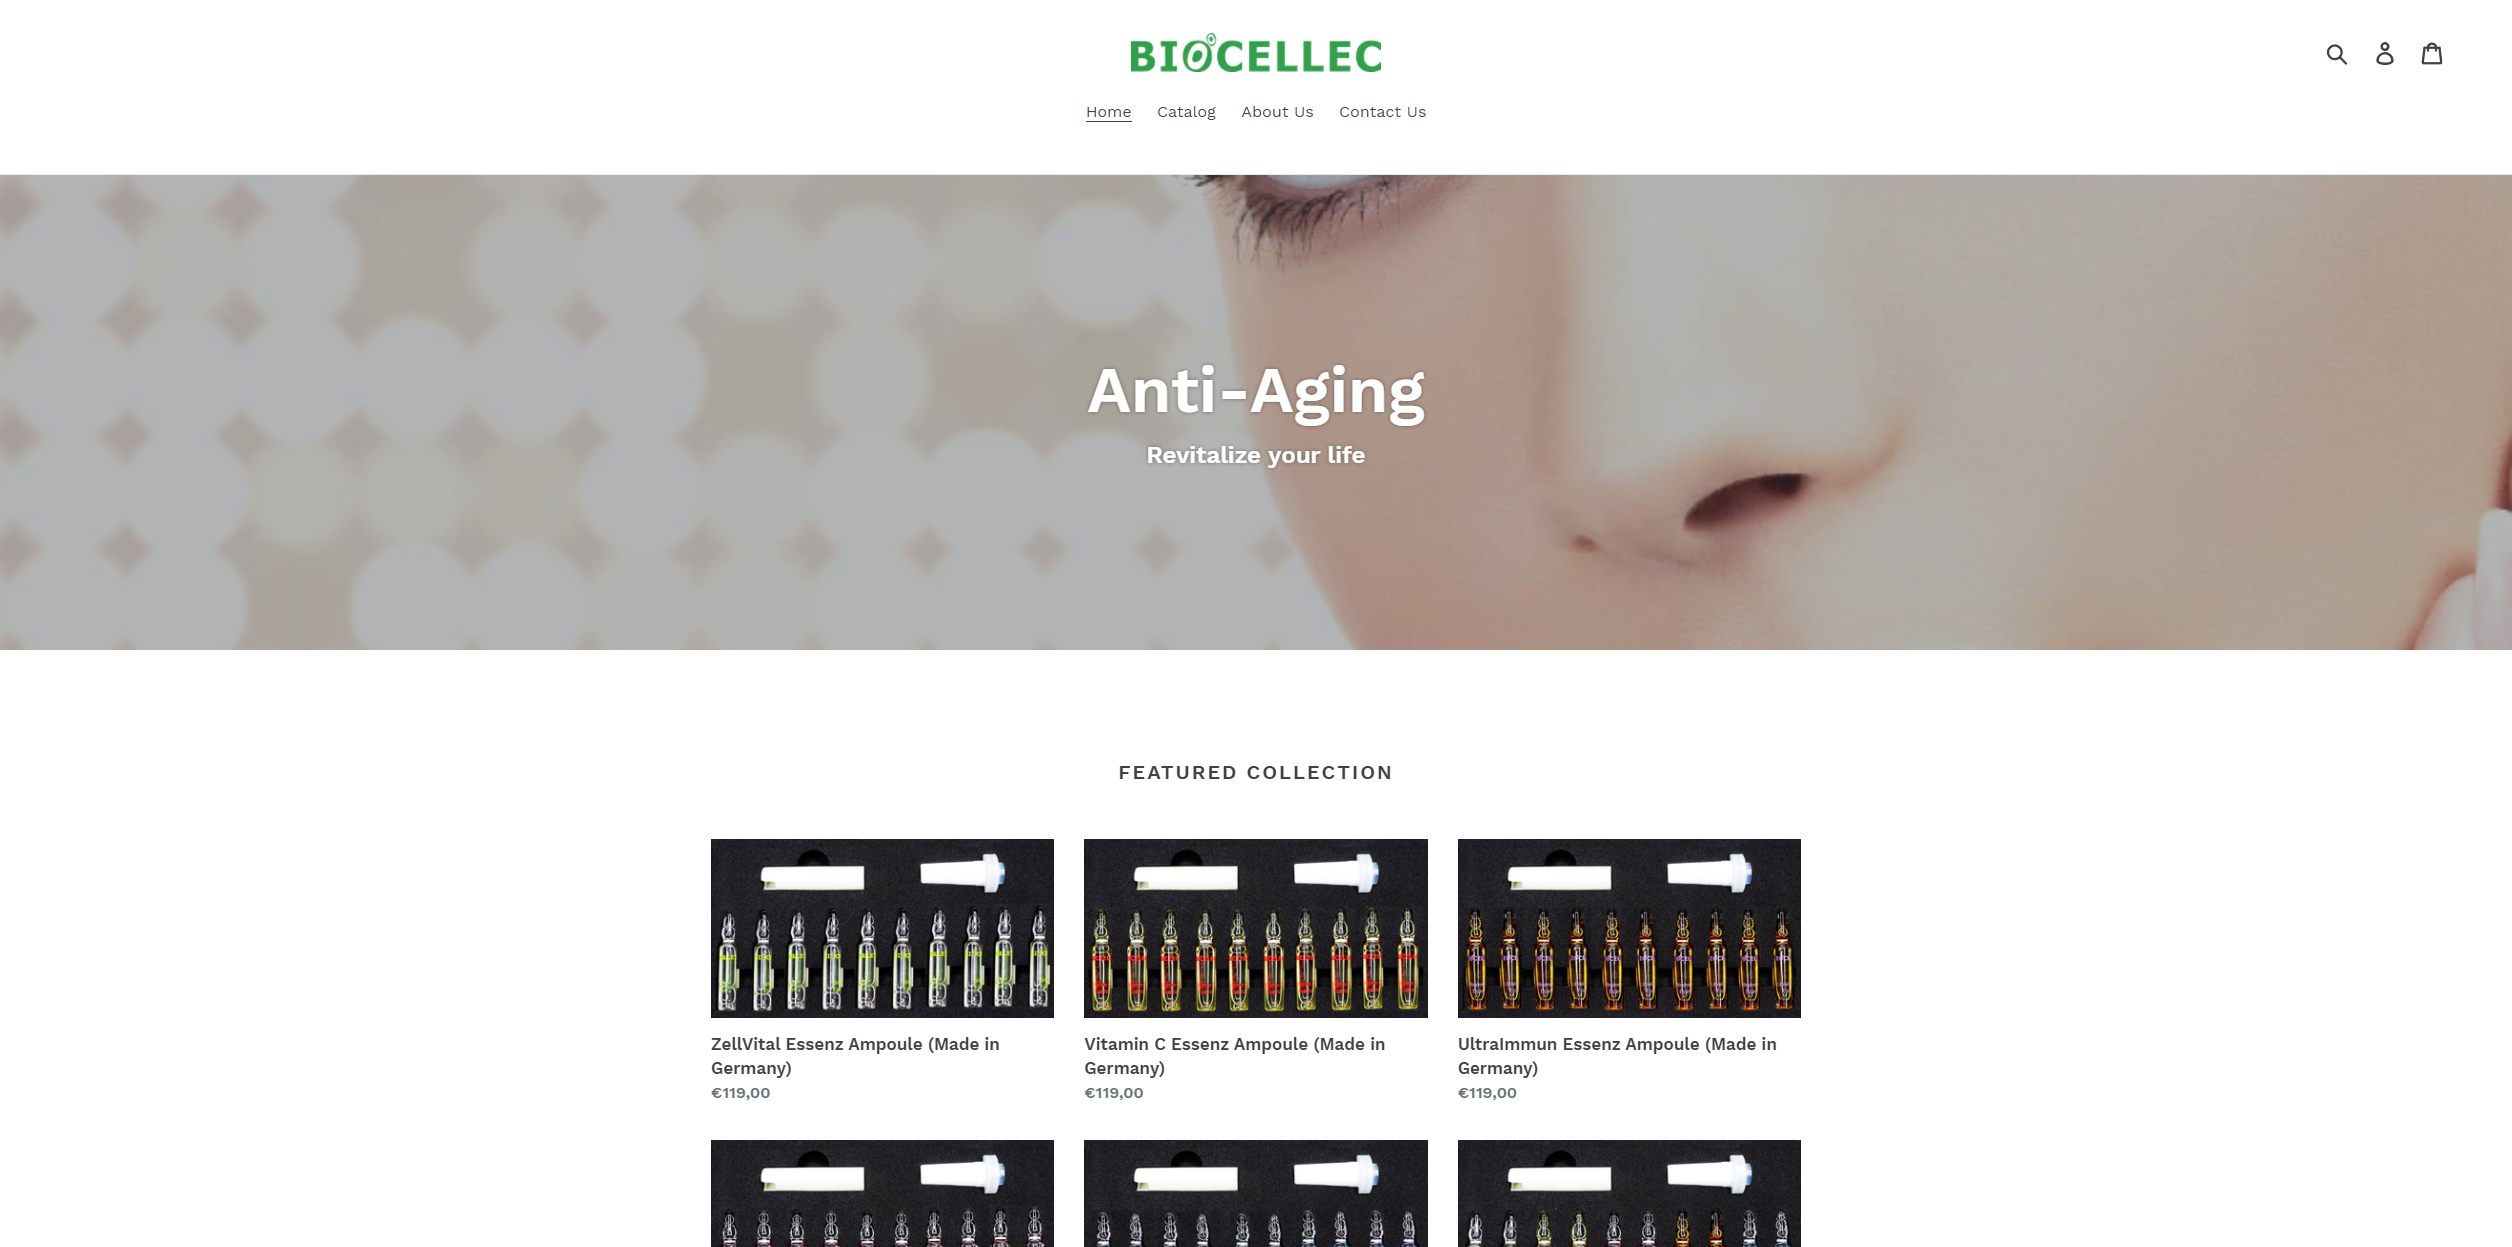 BIOCELLEC
Home Catalog About Us Contact Us
Anti-Aging
Revitalize your life
FEATURED COLLECTION
ZellVital Essenz Ampoule (Made in
Germany)
€119,00
Vitamin C Essenz Ampoule (Made in
Germany)
€119,00
UltraImmun Essenz Ampoule (Made in
Germany)
€119,00